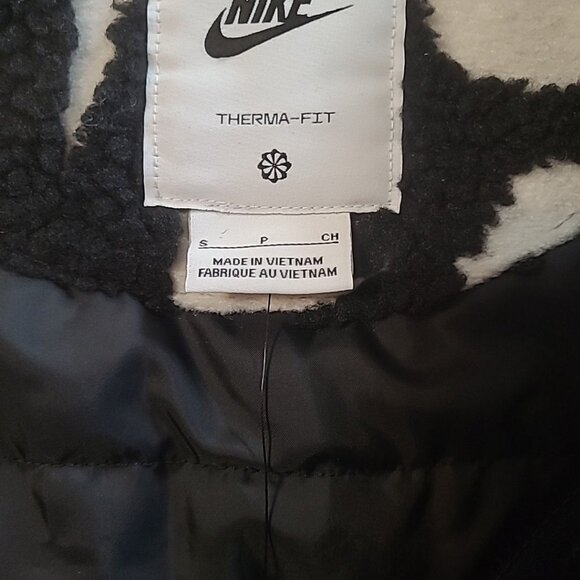 NIKE
THERMA-FIT
S P CH
MADE IN VIETNAM
FABRIQUE AU VIETNAM